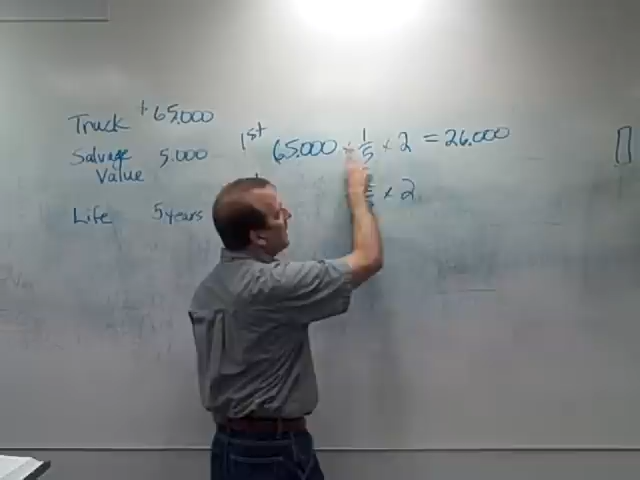 Truck +65.000
Salvage Value 5.000
Life 5 years
1st 65.000 × 1/5 × 2 = 26.000
× 2